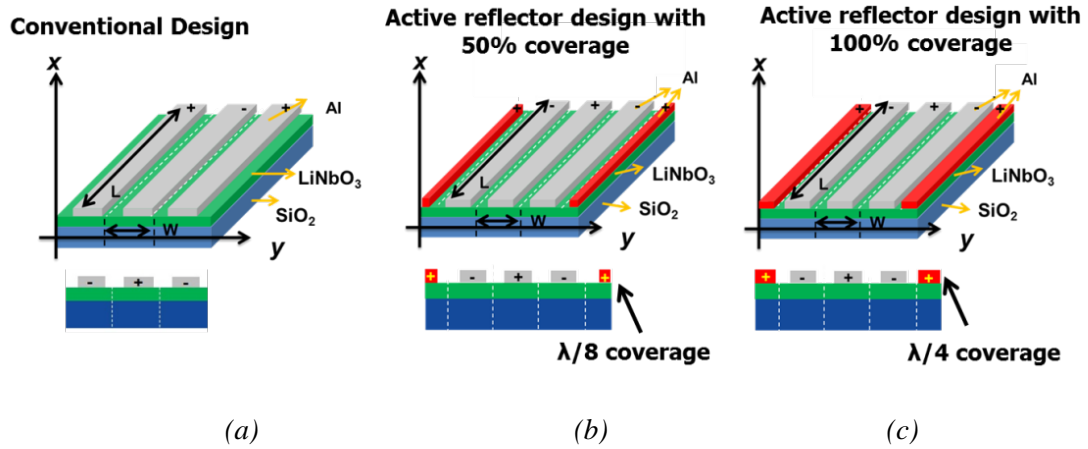 Conventional Design
x
+
-
+
Al
L
LiNbO3
SiO2
W
y
-
+
-
(a)
Active reflector design with
50% coverage
x
+
-
+
-
+
Al
L
LiNbO3
SiO2
W
y
+
-
+
-
+
λ/8 coverage
(b)
Active reflector design with
100% coverage
x
+
-
+
-
+
Al
L
LiNbO3
SiO2
W
y
+
-
+
-
+
λ/4 coverage
(c)